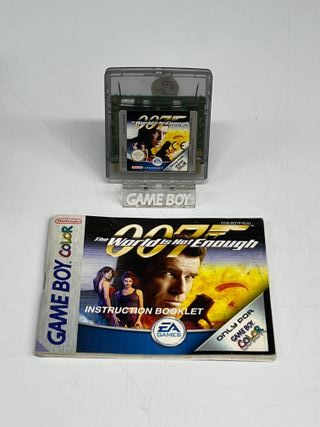 007
The World Is Not Enough
GAME BOY
Nintendo
GAME BOY COLOR
007
The World Is Not Enough
INSTRUCTION BOOKLET
EA
GAMES
ONLY FOR
GAME BOY
COLOR